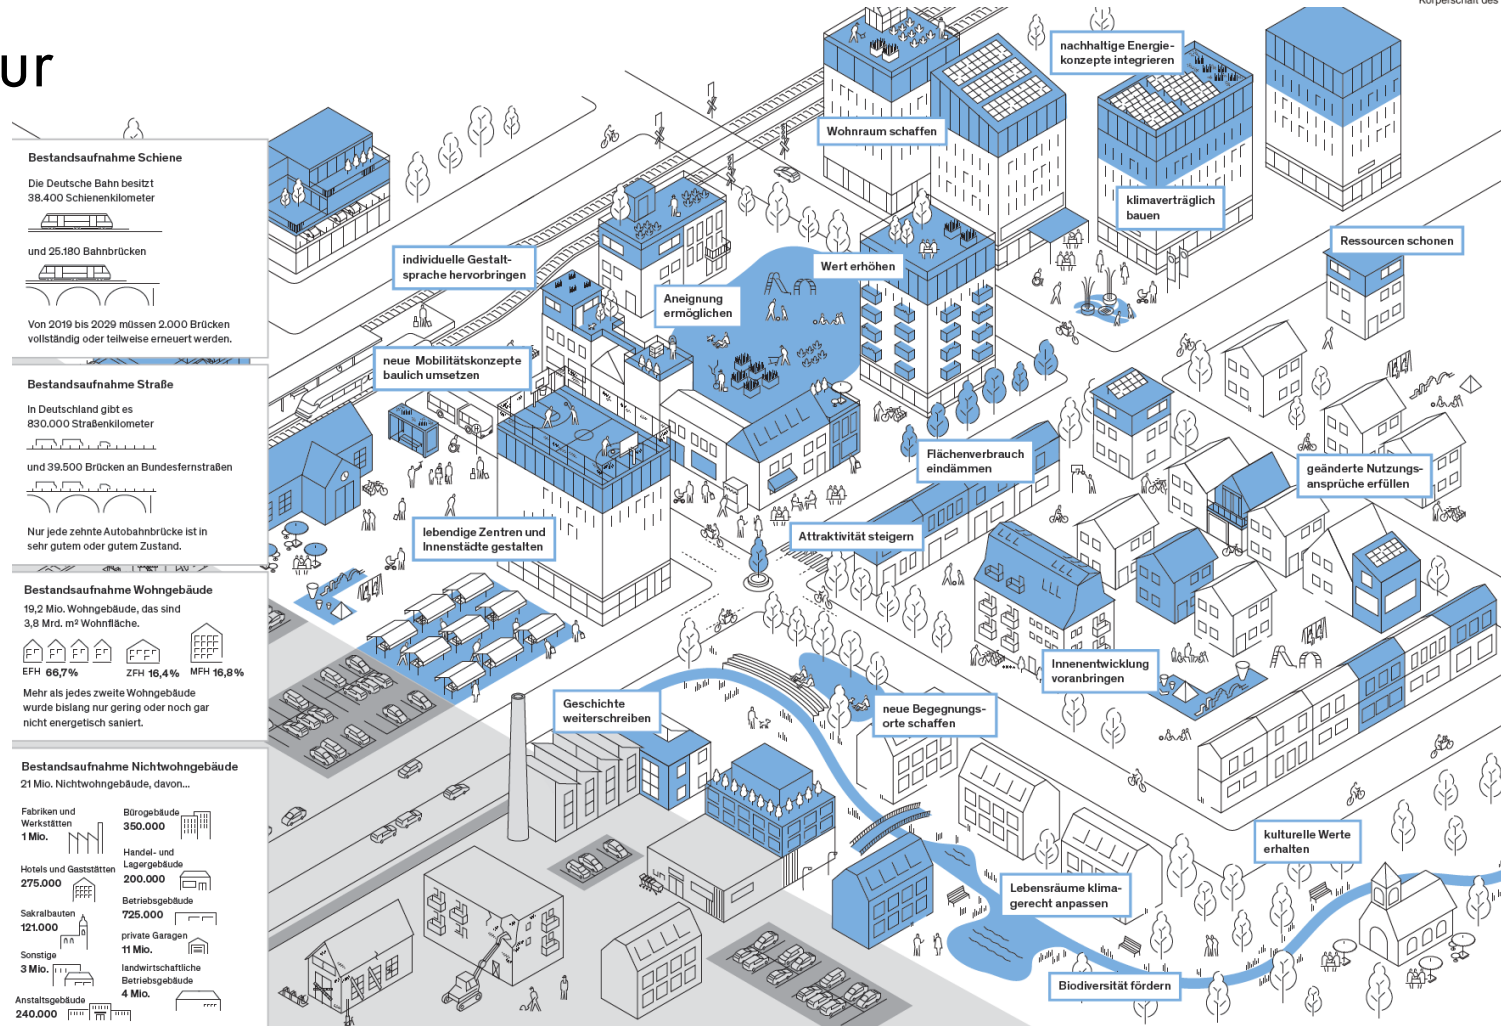 Körperschaft des
ur
Bestandsaufnahme Schiene
Die Deutsche Bahn besitzt
38.400 Schienenkilometer
und 25.180 Bahnbrücken
Von 2019 bis 2029 müssen 2.000 Brücken
vollständig oder teilweise erneuert werden.
Bestandsaufnahme Straße
In Deutschland gibt es
830.000 Straßenkilometer
und 39.500 Brücken an Bundesfernstraßen
Nur jede zehnte Autobahnbrücke ist in
sehr gutem oder gutem Zustand.
Bestandsaufnahme Wohngebäude
19,2 Mio. Wohngebäude, das sind
3,8 Mrd. m² Wohnfläche.
EFH 66,7%
ZFH 16,4%
MFH 16,8%
Mehr als jedes zweite Wohngebäude
wurde bislang nur gering oder noch gar
nicht energetisch saniert.
Bestandsaufnahme Nichtwohngebäude
21 Mio. Nichtwohngebäude, davon...
Fabriken und
Werkstätten
1 Mio.
Hotels und Gaststätten
275.000
Sakralbauten
121.000
Sonstige
3 Mio.
Anstaltsgebäude
240.000
Bürogebäude
350.000
Handel- und
Lagergebäude
200.000
Betriebsgebäude
725.000
private Garagen
11 Mio.
landwirtschaftliche
Betriebsgebäude
4 Mio.
nachhaltige Energie-
konzepte integrieren
Wohnraum schaffen
klimaverträglich
bauen
Ressourcen schonen
individuelle Gestalt-
sprache hervorbringen
Wert erhöhen
Aneignung
ermöglichen
neue Mobilitätskonzepte
baulich umsetzen
Flächenverbrauch
eindämmen
geänderte Nutzungs-
ansprüche erfüllen
lebendige Zentren und
Innenstädte gestalten
Attraktivität steigern
Innenentwicklung
voranbringen
Geschichte
weiterschreiben
neue Begegnungs-
orte schaffen
kulturelle Werte
erhalten
Lebensräume klima-
gerecht anpassen
Biodiversität fördern